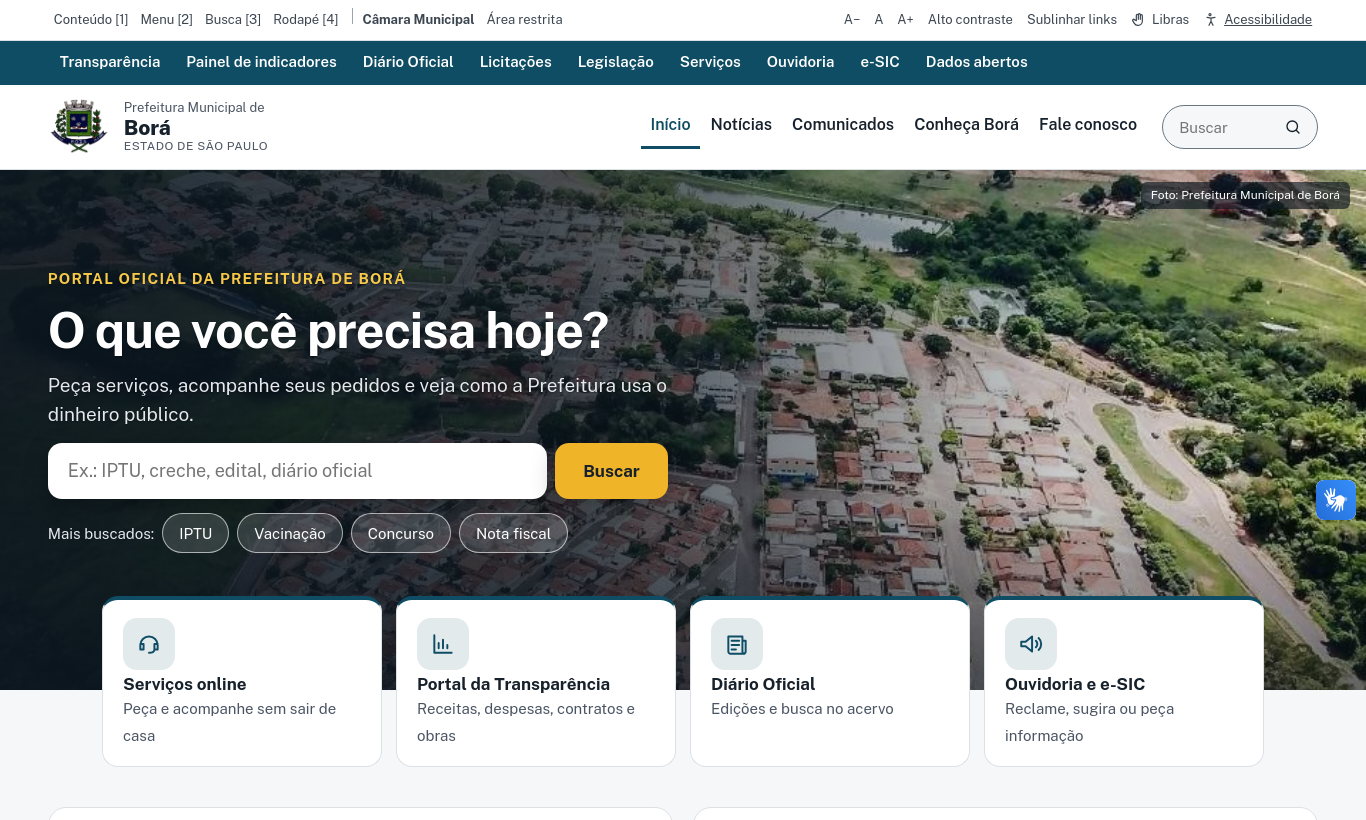 Conteúdo [1] Menu [2] Busca [3] Rodapé [4] Câmara Municipal Área restrita A− A A+ Alto contraste Sublinhar links Libras Acessibilidade
Transparência Painel de indicadores Diário Oficial Licitações Legislação Serviços Ouvidoria e-SIC Dados abertos
Prefeitura Municipal de
Borá
ESTADO DE SÃO PAULO
Início Notícias Comunicados Conheça Borá Fale conosco Buscar
Foto: Prefeitura Municipal de Borá
PORTAL OFICIAL DA PREFEITURA DE BORÁ
O que você precisa hoje?
Peça serviços, acompanhe seus pedidos e veja como a Prefeitura usa o
dinheiro público.
Ex.: IPTU, creche, edital, diário oficial Buscar
Mais buscados: IPTU Vacinação Concurso Nota fiscal
Serviços online
Peça e acompanhe sem sair de
casa
Portal da Transparência
Receitas, despesas, contratos e
obras
Diário Oficial
Edições e busca no acervo
Ouvidoria e e-SIC
Reclame, sugira ou peça
informação